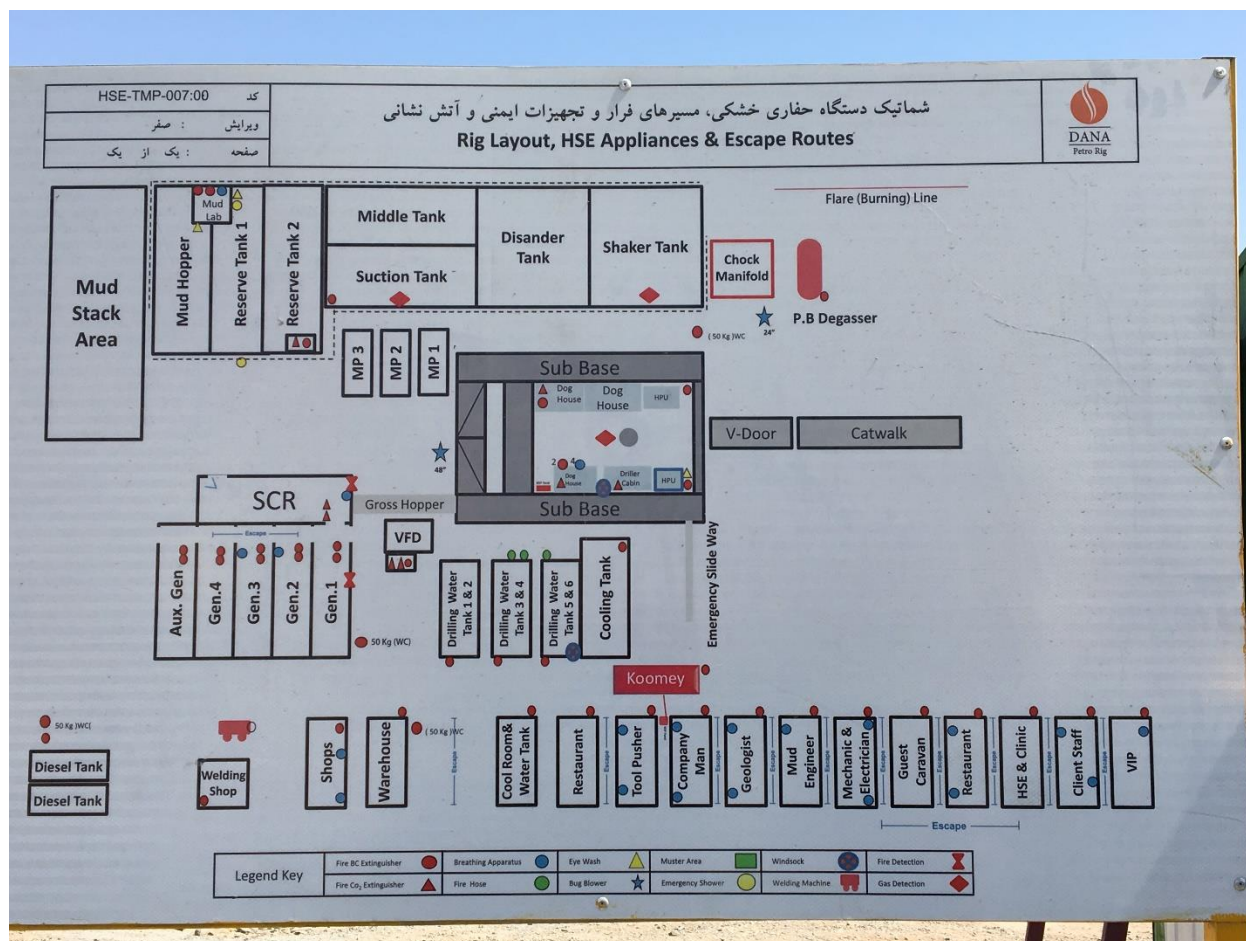 HSE-TMP-007:00 کد
ویرایش : صفر
صفحه : یک از یک
شماتیک دستگاه حفاری خشکی، مسیرهای فرار و تجهیزات ایمنی و آتش نشانی
Rig Layout, HSE Appliances & Escape Routes
DANA
Petro Rig
Mud
Stack
Area
Mud Hopper
Mud
Lab
Reserve Tank 1
Reserve Tank 2
Middle Tank
Suction Tank
Disander
Tank
Shaker Tank
Flare (Burning) Line
Chock
Manifold
24"
P.B Degasser
( 50 Kg )WC
MP 3
MP 2
MP 1
Sub Base
Dog
House
Dog
House
HPU
V-Door
Catwalk
48"
2
4
Dog
House
Driller
Cabin
HPU
Sub Base
SCR
Gross Hopper
VFD
Escape
Aux. Gen
Gen.4
Gen.3
Gen.2
Gen.1
50 Kg (WC)
Drilling Water
Tank 1 & 2
Drilling Water
Tank 3 & 4
Drilling Water
Tank 5 & 6
Cooling Tank
Emergency Slide Way
Koomey
50 Kg )WC(
Diesel Tank
Diesel Tank
Welding
Shop
Shops
Warehouse
( 50 Kg )WC
Escape
Cool Room&
Water Tank
Restaurant
Escape
Tool Pusher
Company
Man
Escape
Geologist
Escape
Mud
Engineer
Escape
Mechanic &
Electrician
Escape
Guest
Caravan
Escape
Restaurant
Escape
HSE & Clinic
Escape
Client Staff
Escape
VIP
Escape
Legend Key
Fire BC Extinguisher
Breathing Apparatus
Eye Wash
Muster Area
Windsock
Fire Detection
Fire Co₂ Extinguisher
Fire Hose
Bug Blower
Emergency Shower
Welding Machine
Gas Detection